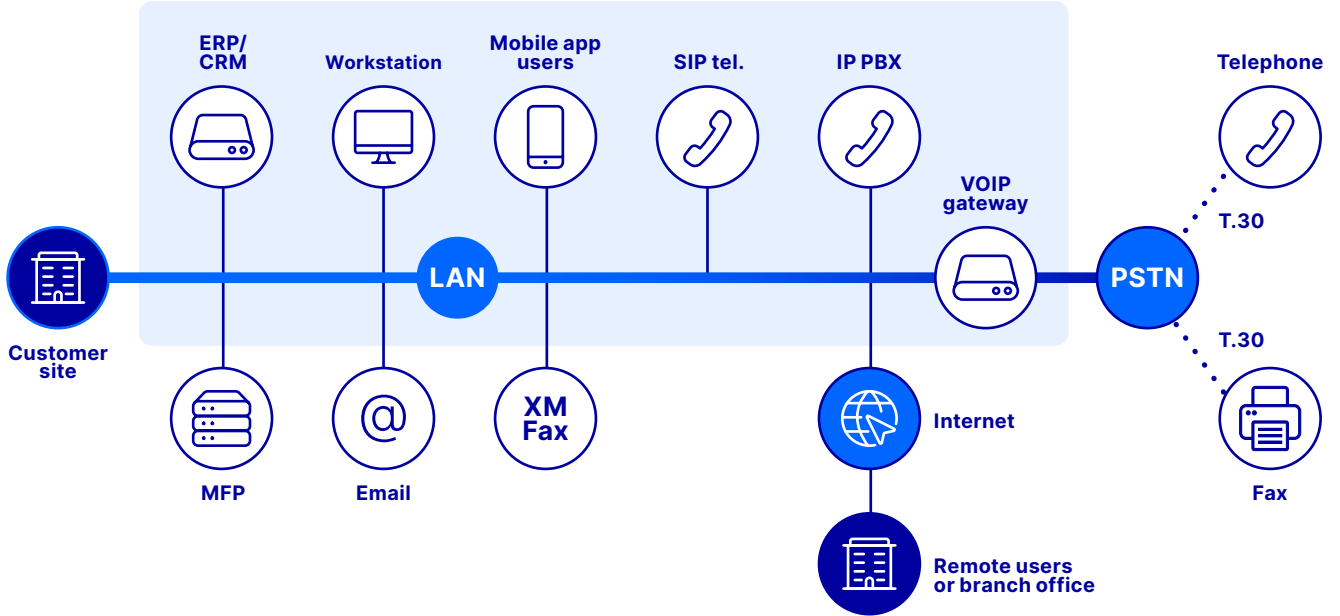 ERP/
CRM
Workstation
Mobile app
users
SIP tel.
IP PBX
Telephone
VOIP
gateway
T.30
LAN
PSTN
Customer
site
T.30
XM
Fax
@
Internet
MFP
Email
Fax
Remote users
or branch office